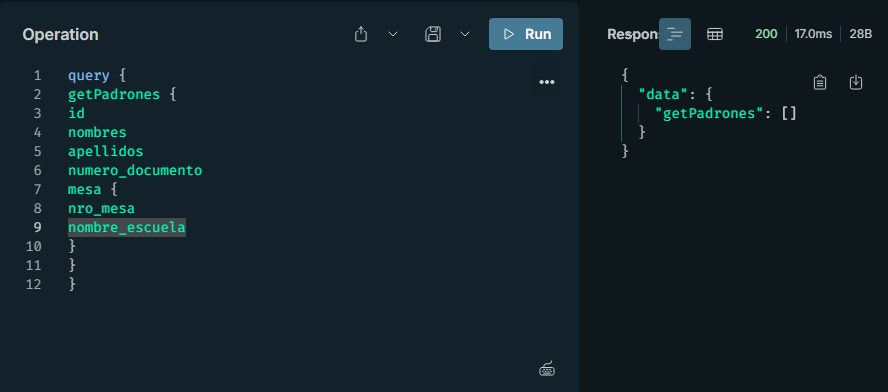 Operation
Run
1 query {
2 getPadrones {
3 id
4 nombres
5 apellidos
6 numero_documento
7 mesa {
8 nro_mesa
9 nombre_escuela
10 }
11 }
12 }
Respons 200 17.0ms 28B
{
"data": {
"getPadrones": []
}
}